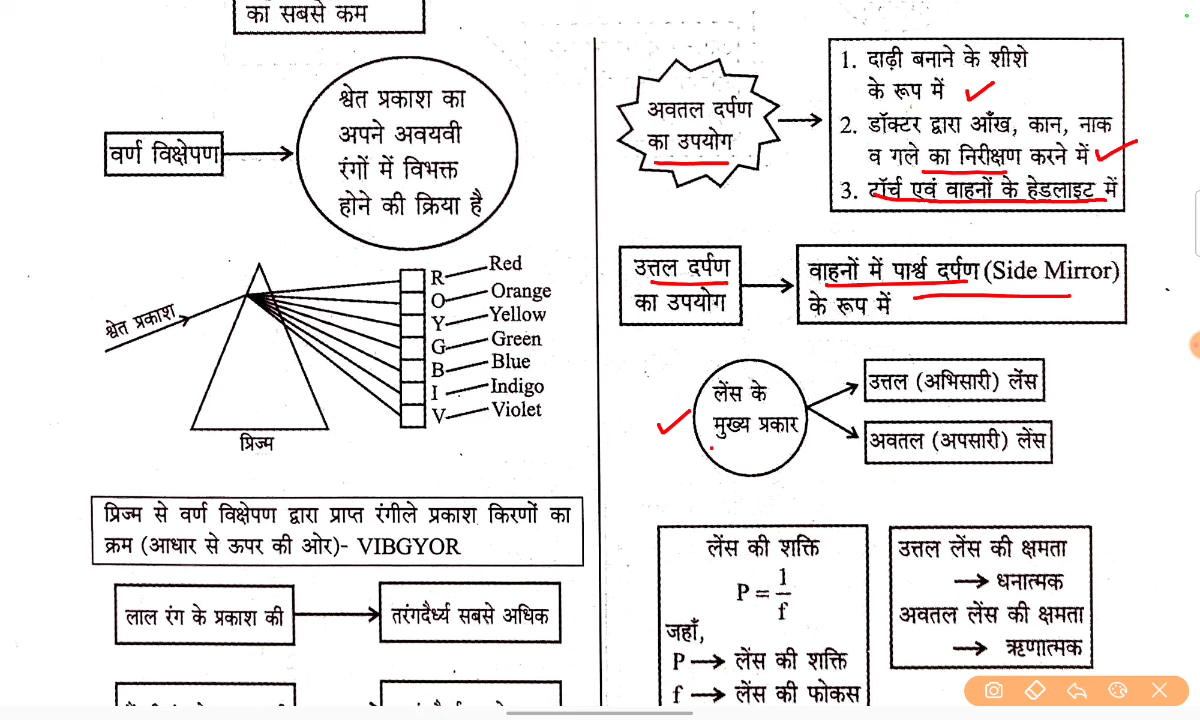 का सबसे कम
वर्ण विक्षेपण
श्वेत प्रकाश का
अपने अवयवी
रंगों में विभक्त
होने की क्रिया है
श्वेत प्रकाश
R Red
O Orange
Y Yellow
G Green
B Blue
I Indigo
V Violet
प्रिज्म
प्रिज्म से वर्ण विक्षेपण द्वारा प्राप्त रंगीले प्रकाश किरणों का
क्रम (आधार से ऊपर की ओर)- VIBGYOR
लाल रंग के प्रकाश की
तरंगदैर्ध्य सबसे अधिक
अवतल दर्पण
का उपयोग
1. दाढ़ी बनाने के शीशे
के रूप में
2. डॉक्टर द्वारा आँख, कान, नाक
व गले का निरीक्षण करने में
3. टॉर्च एवं वाहनों के हेडलाइट में
उत्तल दर्पण
का उपयोग
वाहनों में पार्श्व दर्पण (Side Mirror)
के रूप में
लेंस के
मुख्य प्रकार
उत्तल (अभिसारी) लेंस
अवतल (अपसारी) लेंस
लेंस की शक्ति
P = 1/f
जहाँ,
P → लेंस की शक्ति
f → लेंस की फोकस
उत्तल लेंस की क्षमता
→ धनात्मक
अवतल लेंस की क्षमता
→ ऋणात्मक